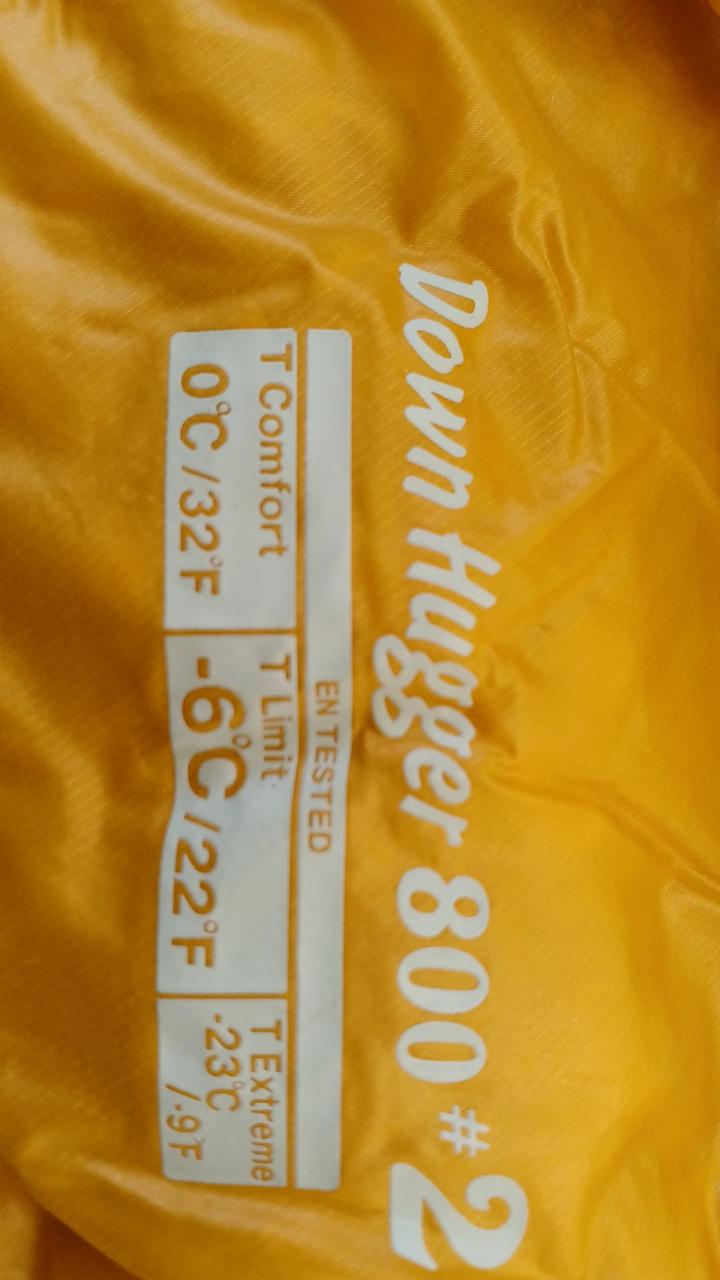 Down Hugger 800 #2
EN TESTED
T Comfort
0°C /32°F
T Limit
-6°C /22°F
T Extreme
-23°C
/-9°F